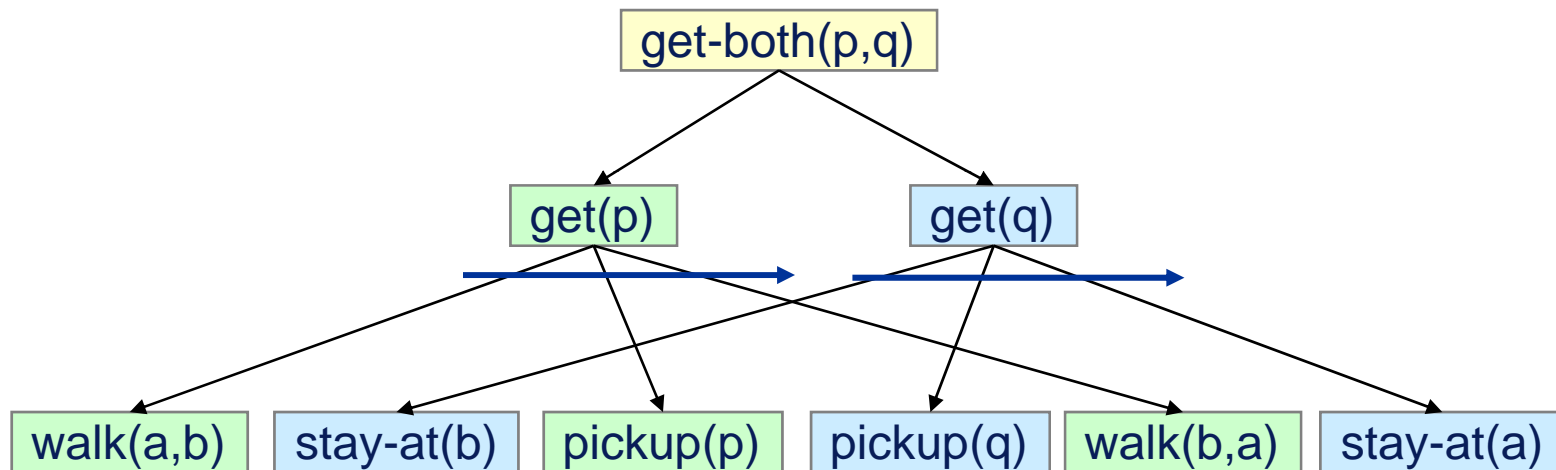 get-both(p,q)
get(p)
get(q)
walk(a,b)
stay-at(b)
pickup(p)
pickup(q)
walk(b,a)
stay-at(a)